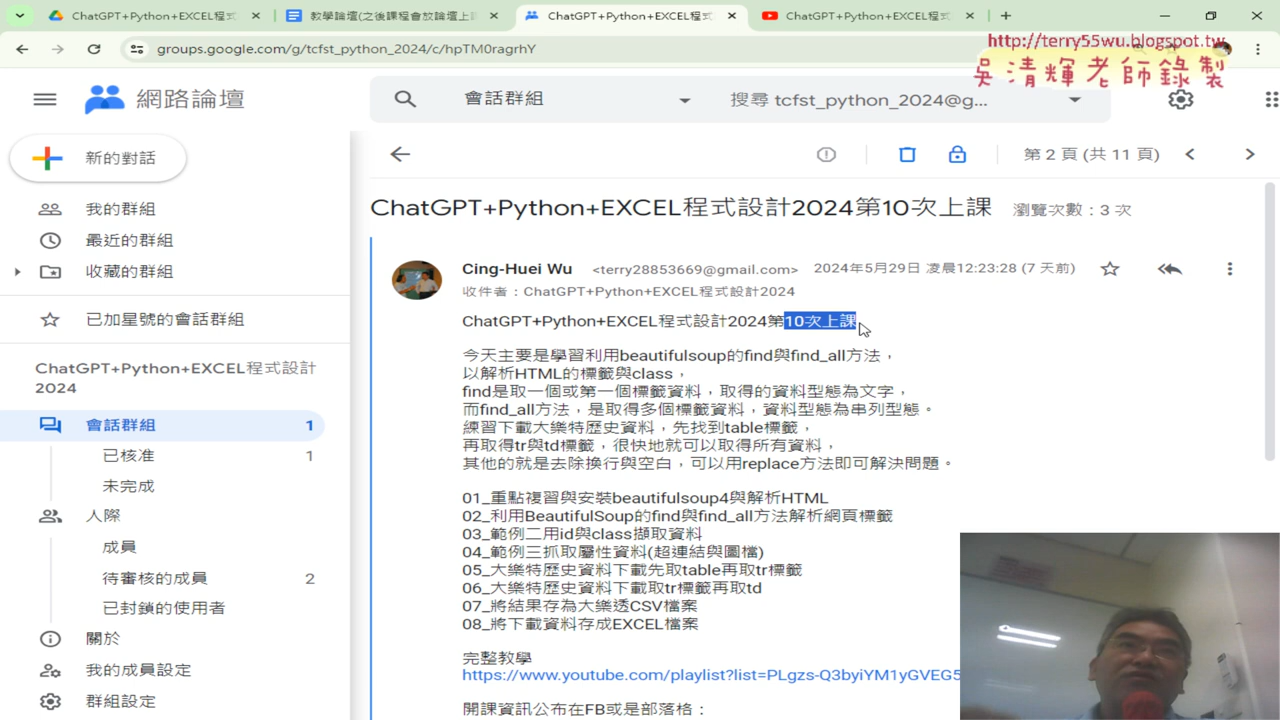 ChatGPT+Python+EXCEL程式
教學論壇(之後課程會放論壇上課
ChatGPT+Python+EXCEL程式
ChatGPT+Python+EXCEL程式
groups.google.com/g/tcfst_python_2024/c/hpTM0ragrhY
http://terry55wu.blogspot.tw
吳清輝老師錄製
網路論壇
會話群組
搜尋 tcfst_python_2024@g...
新的對話
第 2 頁 (共 11 頁)
我的群組
最近的群組
收藏的群組
已加星號的會話群組
ChatGPT+Python+EXCEL程式設計
2024
會話群組 1
已核准 1
未完成
人際
成員
待審核的成員 2
已封鎖的使用者
關於
我的成員設定
群組設定
ChatGPT+Python+EXCEL程式設計2024第10次上課 瀏覽次數：3 次
Cing-Huei Wu <terry28853669@gmail.com> 2024年5月29日 凌晨12:23:28 (7 天前)
收件者：ChatGPT+Python+EXCEL程式設計2024
ChatGPT+Python+EXCEL程式設計2024第10次上課
今天主要是學習利用beautifulsoup的find與find_all方法，
以解析HTML的標籤與class，
find是取一個或第一個標籤資料，取得的資料型態為文字，
而find_all方法，是取得多個標籤資料，資料型態為串列型態。
練習下載大樂特歷史資料，先找到table標籤，
再取得tr與td標籤，很快地就可以取得所有資料，
其他的就是去除換行與空白，可以用replace方法即可解決問題。
01_重點複習與安裝beautifulsoup4與解析HTML
02_利用BeautifulSoup的find與find_all方法解析網頁標籤
03_範例二用id與class擷取資料
04_範例三抓取屬性資料(超連結與圖檔)
05_大樂特歷史資料下載先取table再取tr標籤
06_大樂特歷史資料下載取tr標籤再取td
07_將結果存為大樂透CSV檔案
08_將下載資料存成EXCEL檔案
完整教學
https://www.youtube.com/playlist?list=PLgzs-Q3byiYM1yGVEG5
開課資訊公布在FB或是部落格：